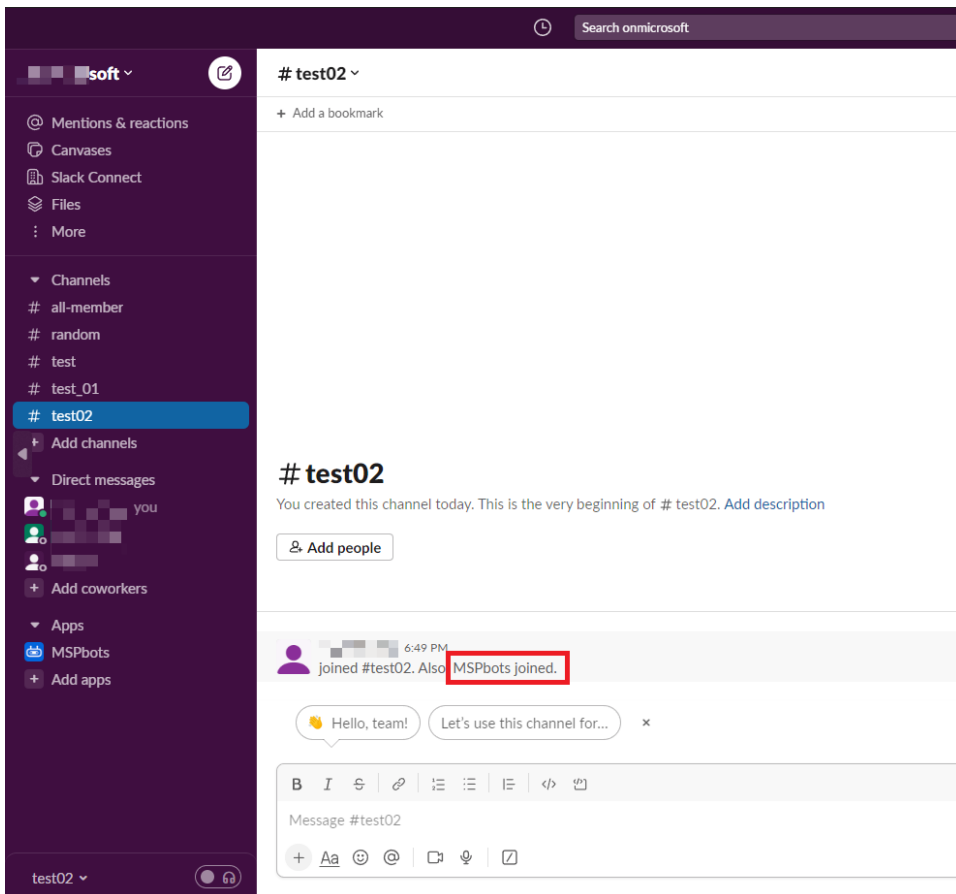 Search onmicrosoft
soft
# test02
+ Add a bookmark
@ Mentions & reactions
Canvases
Slack Connect
Files
More
Channels
# all-member
# random
# test
# test_01
# test02
+ Add channels
Direct messages
you
+ Add coworkers
Apps
MSPbots
+ Add apps
# test02
You created this channel today. This is the very beginning of # test02. Add description
Add people
6:49 PM
joined #test02. Also MSPbots joined.
👋 Hello, team!
Let's use this channel for...
×
B I S
Message #test02
+ Aa @
test02